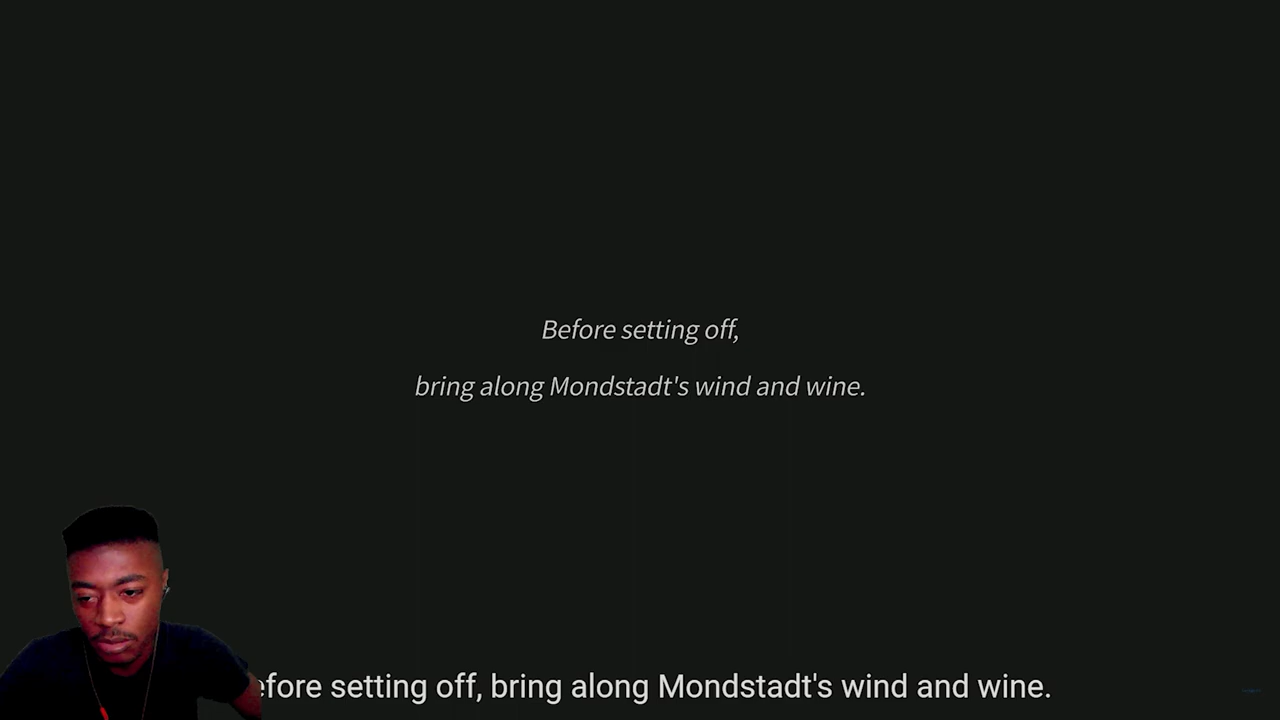 Before setting off,
bring along Mondstadt's wind and wine.
efore setting off, bring along Mondstadt's wind and wine.